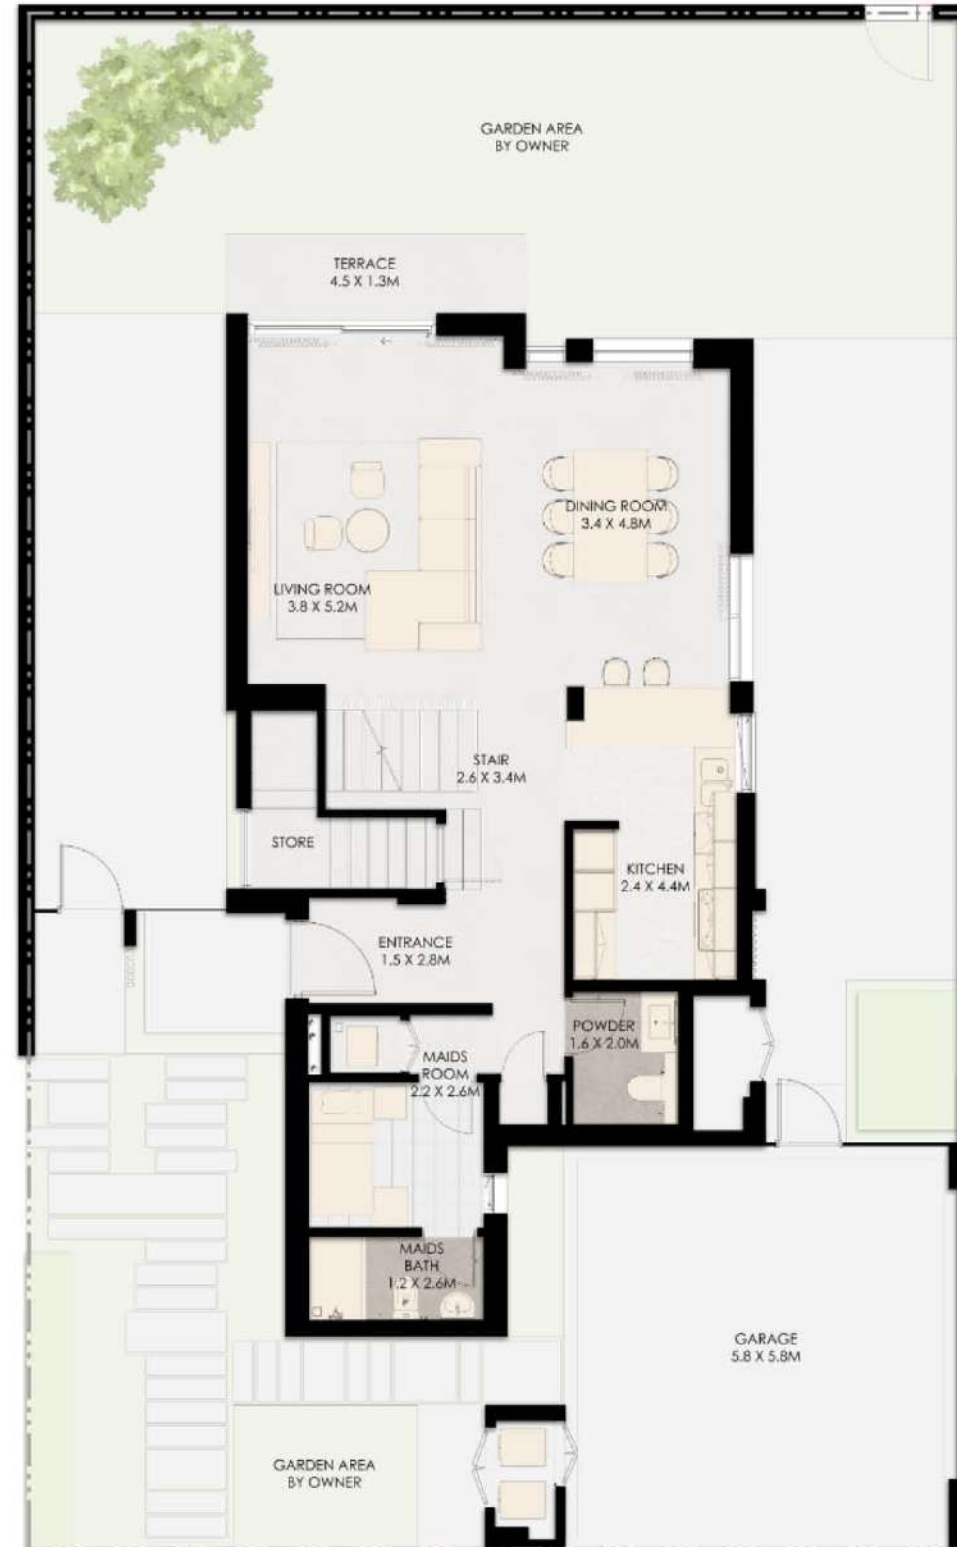 GARDEN AREA
BY OWNER
TERRACE
4.5 X 1.3M
DINING ROOM
3.4 X 4.8M
LIVING ROOM
3.8 X 5.2M
STAIR
2.6 X 3.4M
STORE
KITCHEN
2.4 X 4.4M
ENTRANCE
1.5 X 2.8M
POWDER
1.6 X 2.0M
MAIDS
ROOM
2.2 X 2.6M
MAIDS
BATH
1.2 X 2.6M
GARAGE
5.8 X 5.8M
GARDEN AREA
BY OWNER